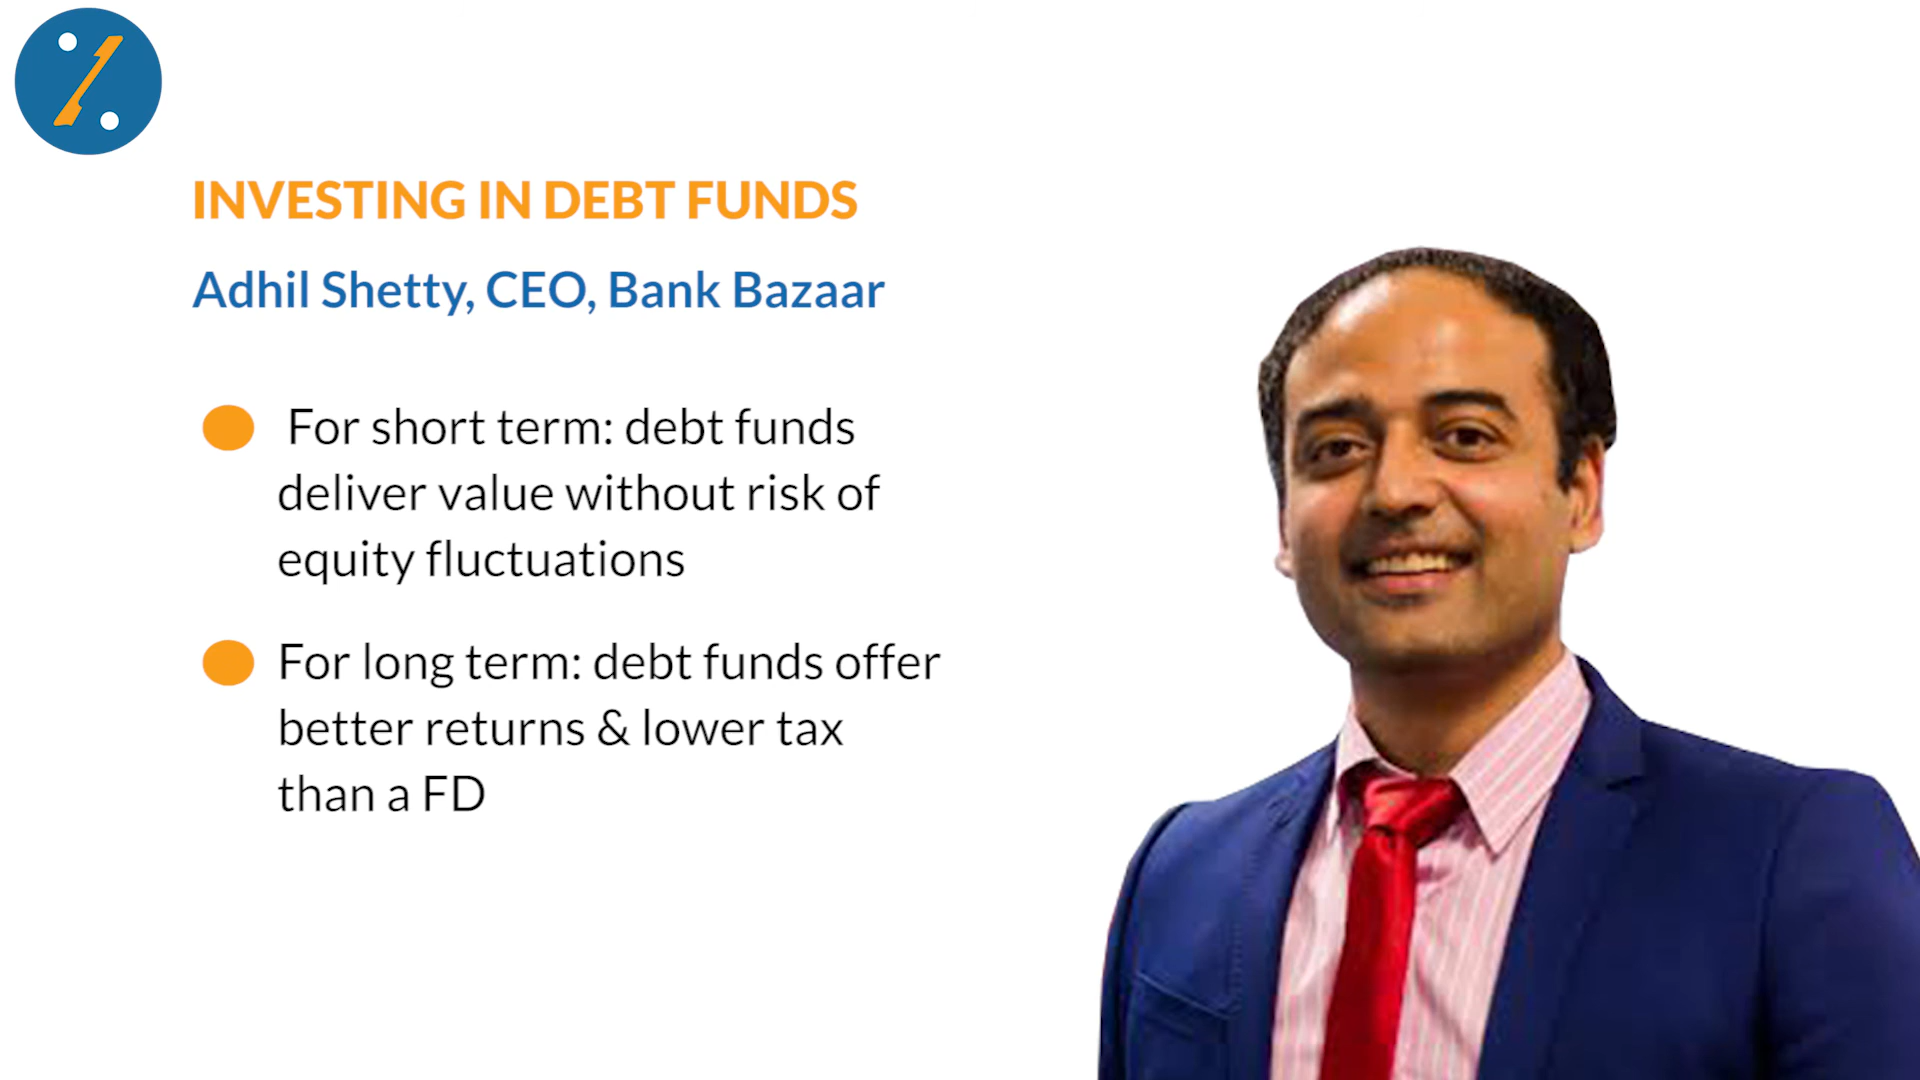 INVESTING IN DEBT FUNDS
Adhil Shetty, CEO, Bank Bazaar
For short term: debt funds
deliver value without risk of
equity fluctuations
For long term: debt funds offer
better returns & lower tax
than a FD